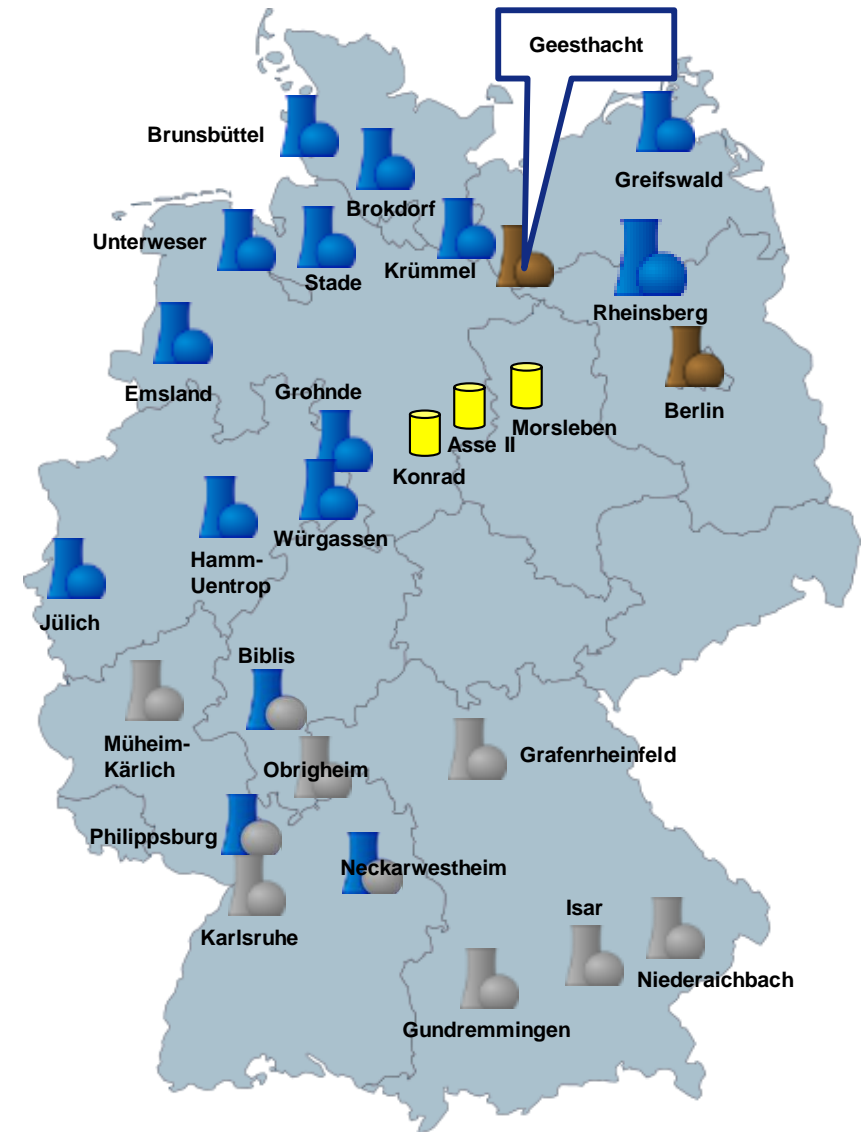 Geesthacht
Brunsbüttel
Greifswald
Brokdorf
Unterweser
Krümmel
Stade
Rheinsberg
Emsland
Grohnde
Berlin
Morsleben
Asse II
Konrad
Würgassen
Hamm-
Uentrop
Jülich
Biblis
Müheim-
Kärlich
Obrigheim
Grafenrheinfeld
Philippsburg
Neckarwestheim
Isar
Karlsruhe
Niederaichbach
Gundremmingen